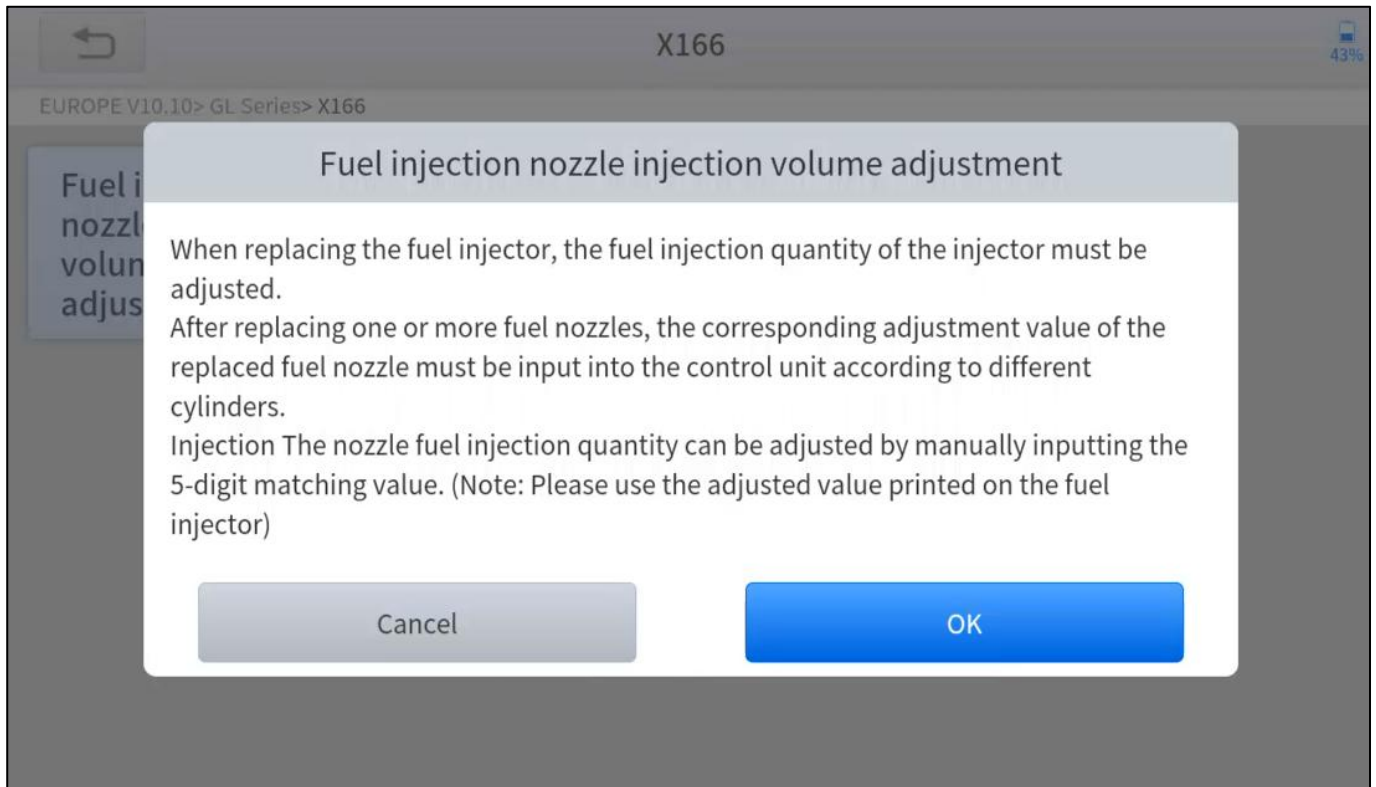 X166
43%
EUROPE V10.10> GL Series> X166
Fuel i
nozzl
volun
adjus
Fuel injection nozzle injection volume adjustment
When replacing the fuel injector, the fuel injection quantity of the injector must be
adjusted.
After replacing one or more fuel nozzles, the corresponding adjustment value of the
replaced fuel nozzle must be input into the control unit according to different
cylinders.
Injection The nozzle fuel injection quantity can be adjusted by manually inputting the
5-digit matching value. (Note: Please use the adjusted value printed on the fuel
injector)
Cancel
OK